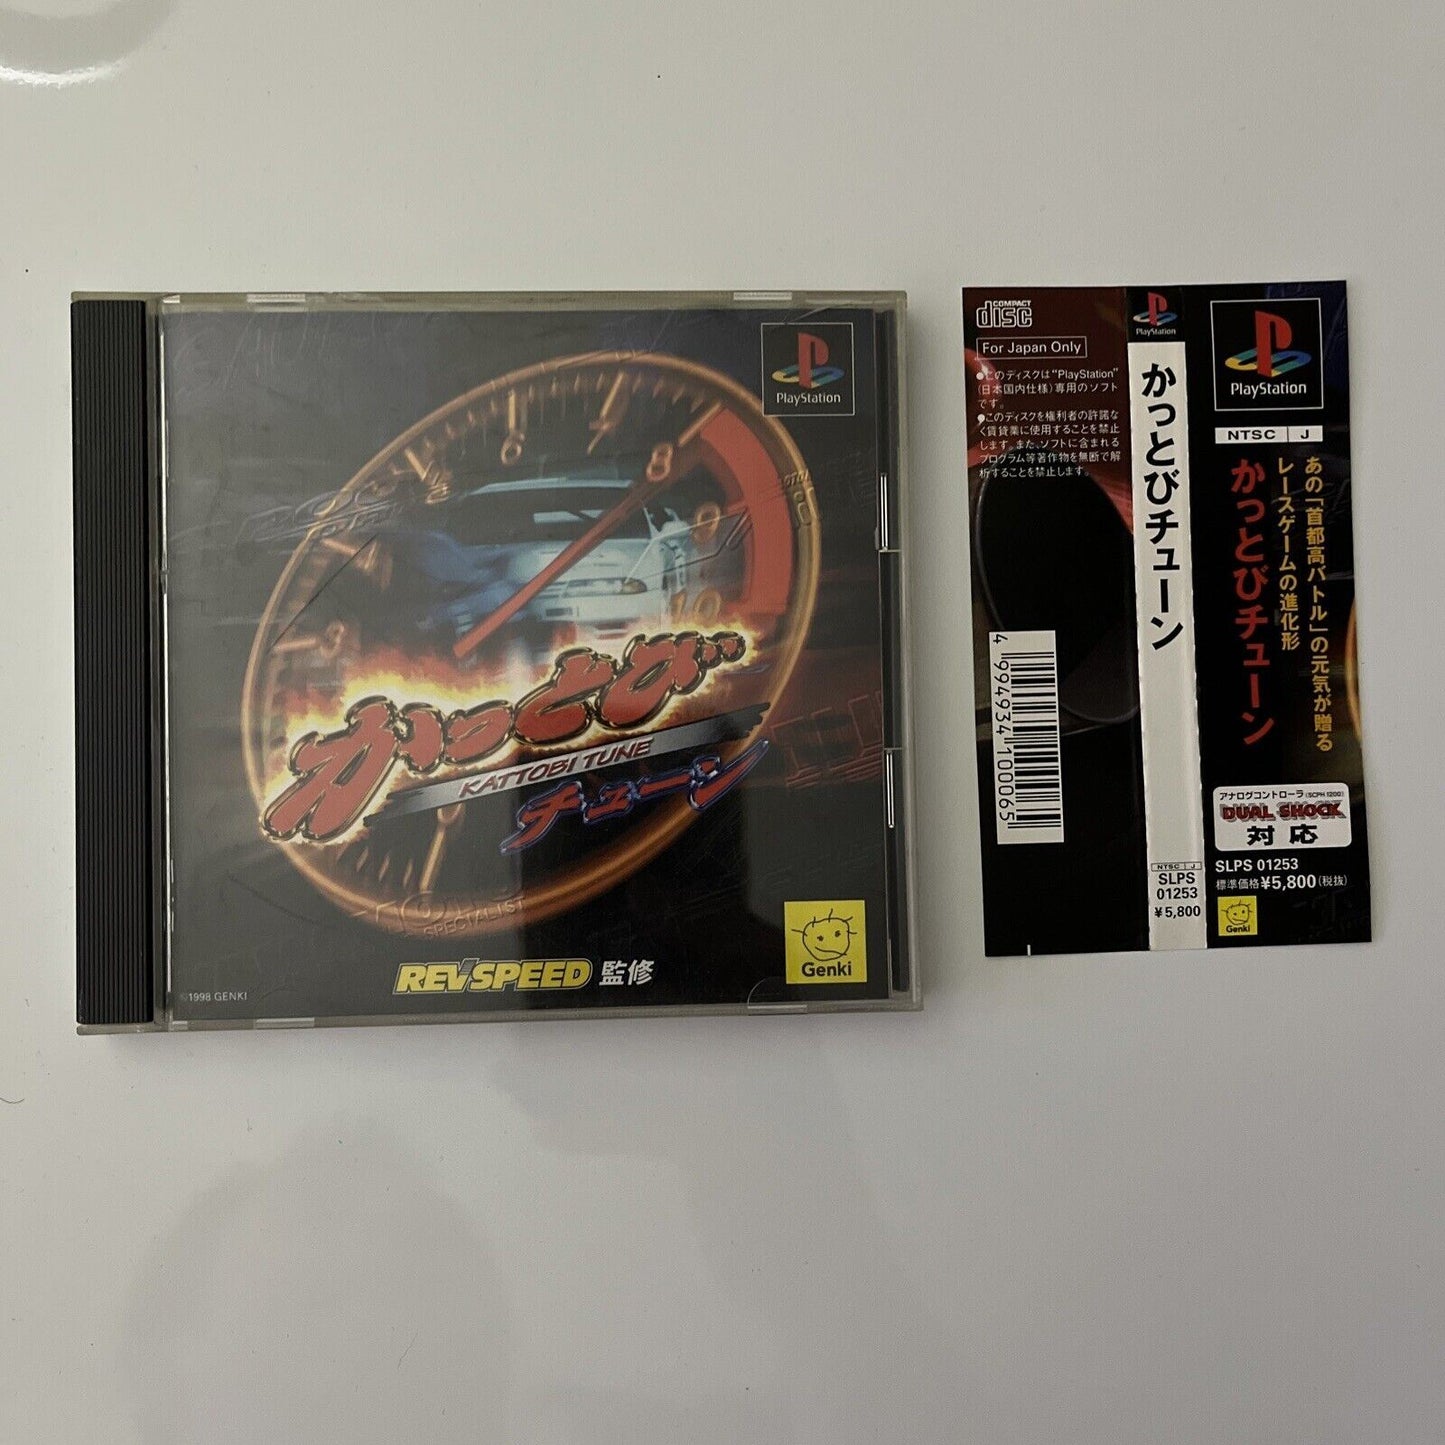 PlayStation
8
9
10
3
かっとび
KATTOBI TUNE
チューン
SPECIALIST
REVSPEED 監修
Genki
©1998 GENKI
COMPACT
disc
For Japan Only
●このディスクは“PlayStation”
(日本国内仕様)専用のソフト
です。
●このディスクを権利者の許諾な
く賃貸業に使用することを禁止
します。また、ソフトに含まれる
プログラム等著作物を無断で解
析することを禁止します。
4994934100065
PlayStation
かっとびチューン
NTSC J
SLPS
01253
¥5,800
PlayStation
NTSC J
あの「首都高バトル」の元気が贈る
レースゲームの進化形
かっとびチューン
アナログコントローラ(SCPH 1200)
DUAL SHOCK
対応
SLPS 01253
標準価格¥5,800(税抜)
Genki